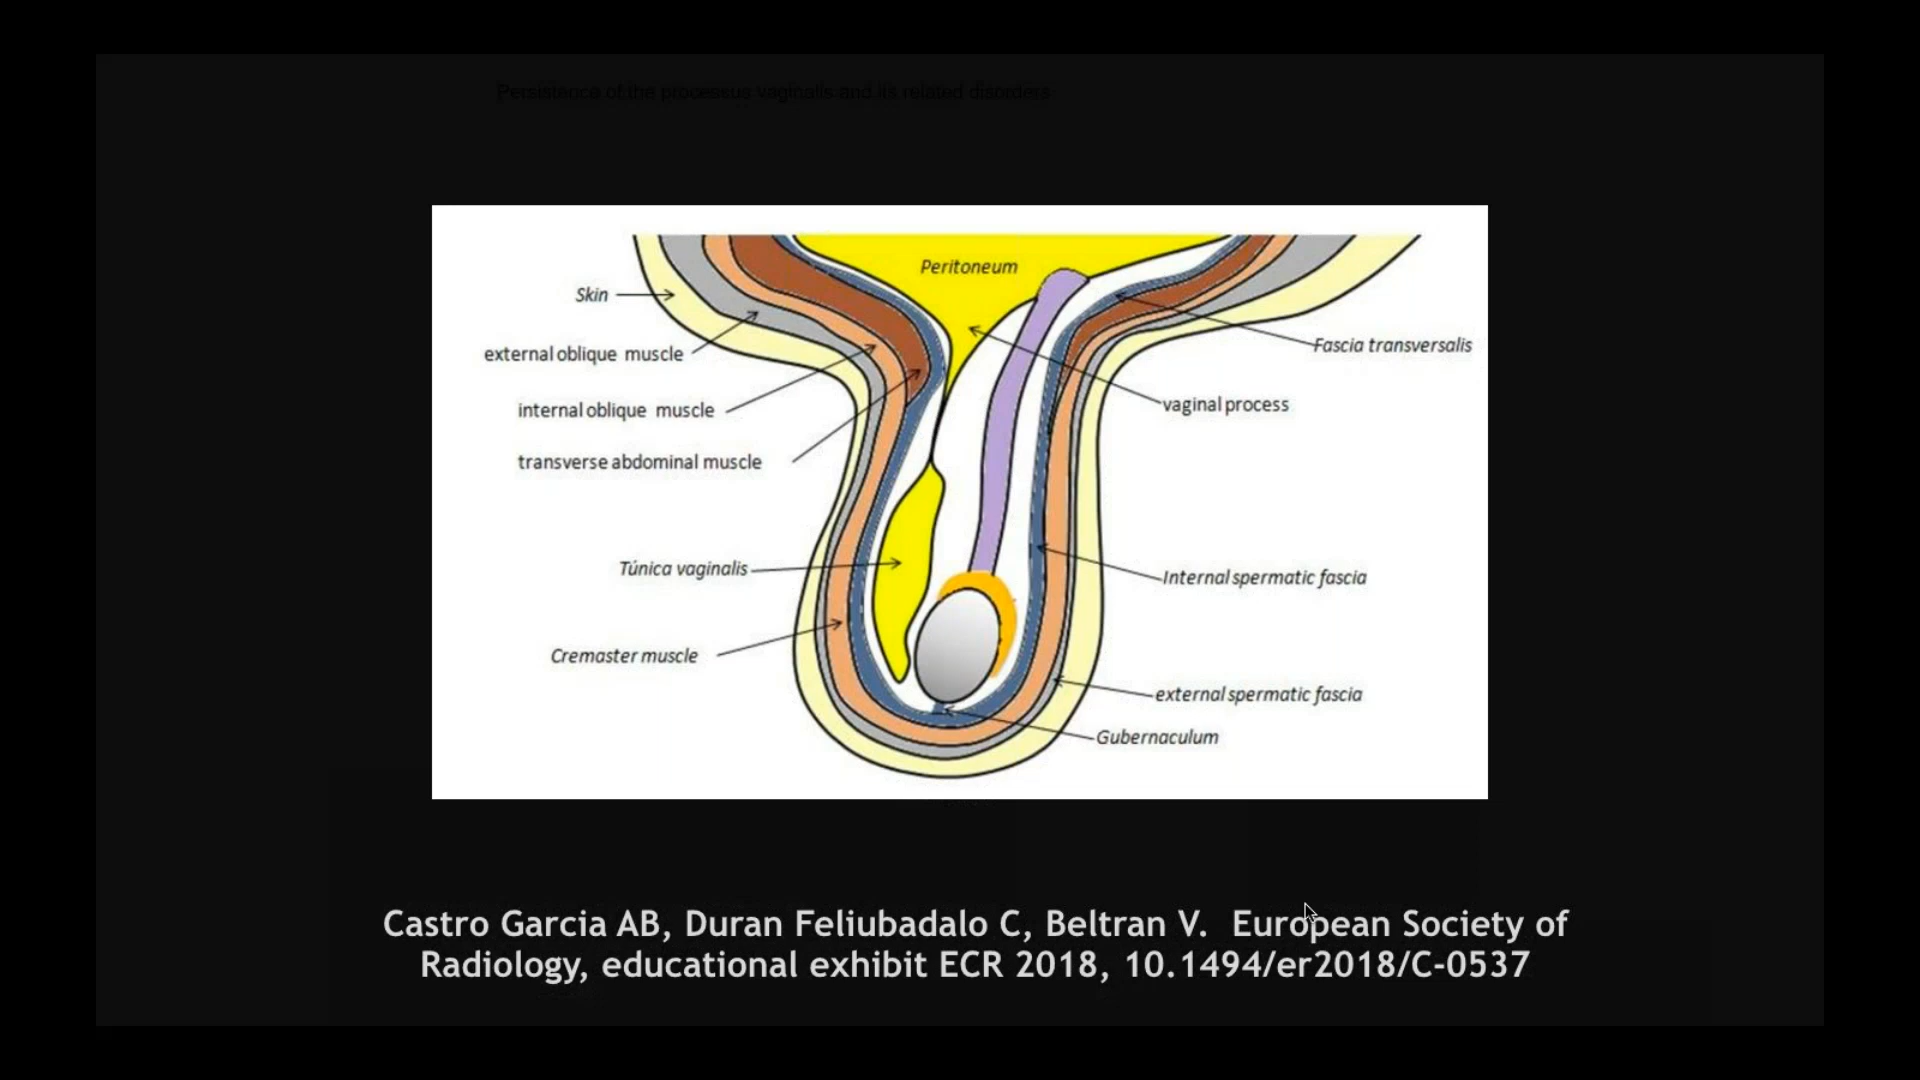 Persistence of the processus vaginalis and its related disorders
Peritoneum
Skin
Fascia transversalis
external oblique muscle
vaginal process
internal oblique muscle
transverse abdominal muscle
Túnica vaginalis
Internal spermatic fascia
Cremaster muscle
external spermatic fascia
Gubernaculum
Castro Garcia AB, Duran Feliubadalo C, Beltran V. European Society of
Radiology, educational exhibit ECR 2018, 10.1494/er2018/C-0537